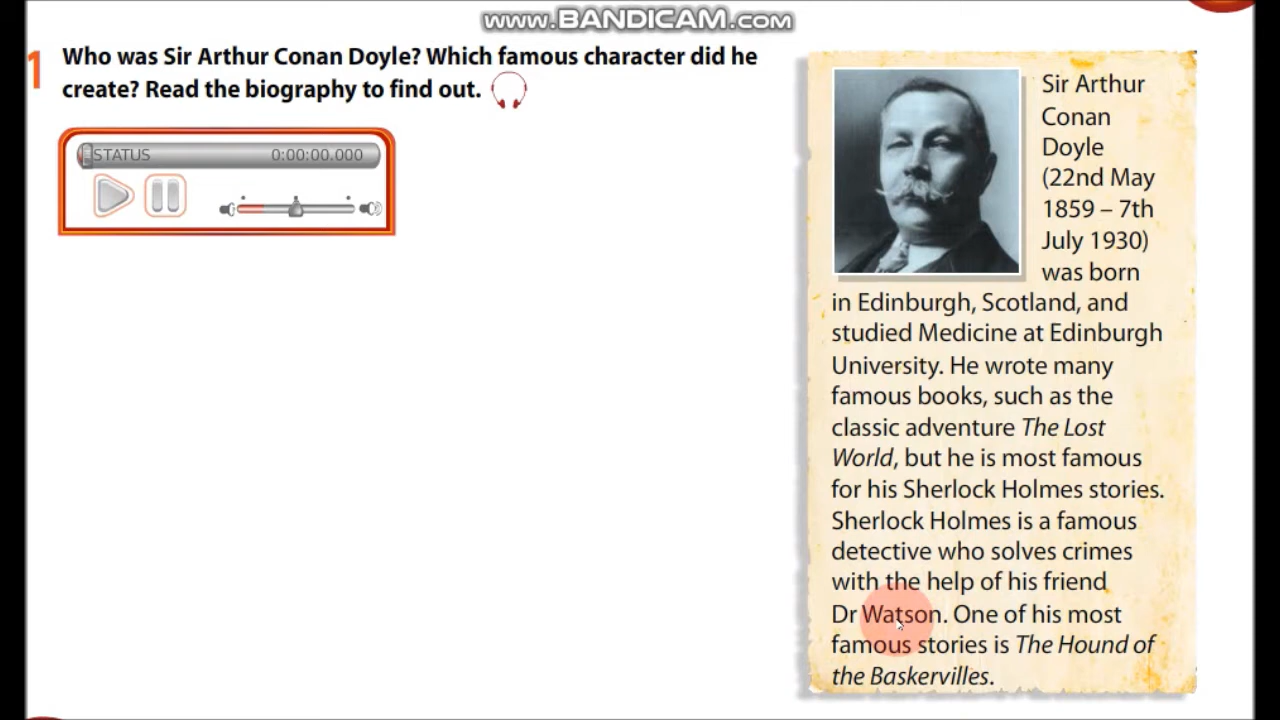 www.BANDICAM.com
1
Who was Sir Arthur Conan Doyle? Which famous character did he
create? Read the biography to find out.
STATUS 0:00:00.000
Sir Arthur
Conan
Doyle
(22nd May
1859 – 7th
July 1930)
was born
in Edinburgh, Scotland, and
studied Medicine at Edinburgh
University. He wrote many
famous books, such as the
classic adventure The Lost
World, but he is most famous
for his Sherlock Holmes stories.
Sherlock Holmes is a famous
detective who solves crimes
with the help of his friend
Dr Watson. One of his most
famous stories is The Hound of
the Baskervilles.